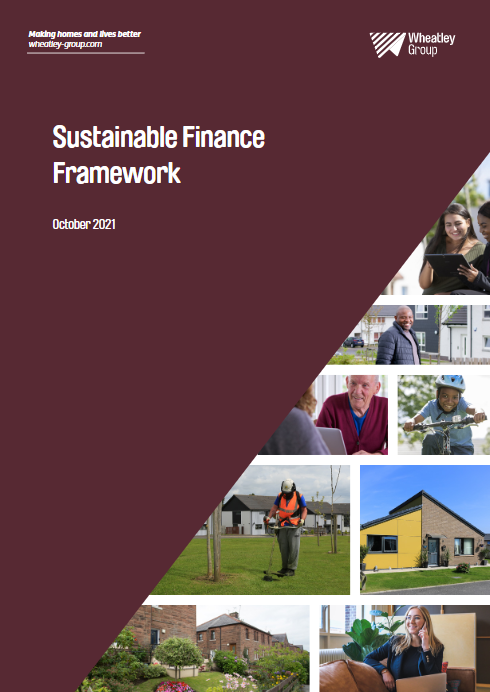 Making homes and lives better
wheatley-group.com
Wheatley
Group
Sustainable Finance
Framework
October 2021